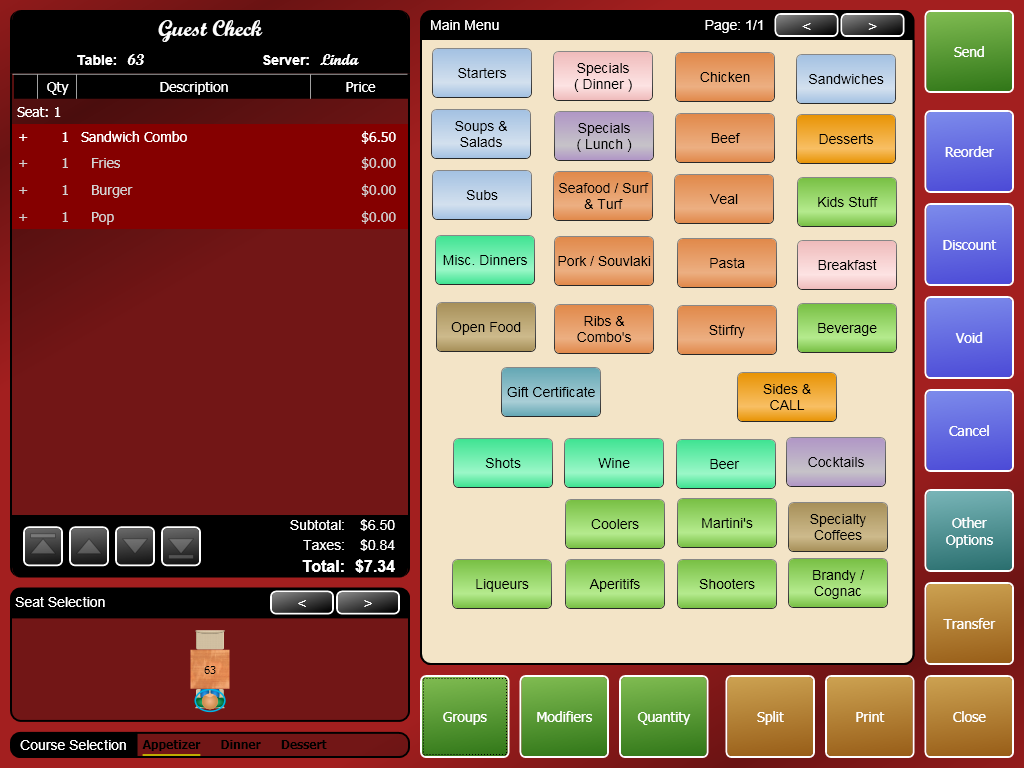 Guest Check
Table: 63 Server: Linda
Qty Description Price
Seat: 1
+ 1 Sandwich Combo $6.50
+ 1 Fries $0.00
+ 1 Burger $0.00
+ 1 Pop $0.00
Subtotal: $6.50
Taxes: $0.84
Total: $7.34
Seat Selection < >
63
Course Selection Appetizer Dinner Dessert
Main Menu Page: 1/1 < >
Starters
Specials
( Dinner )
Chicken
Sandwiches
Soups &
Salads
Specials
( Lunch )
Beef
Desserts
Subs
Seafood / Surf
& Turf
Veal
Kids Stuff
Misc. Dinners
Pork / Souvlaki
Pasta
Breakfast
Open Food
Ribs &
Combo's
Stirfry
Beverage
Gift Certificate
Sides &
CALL
Shots
Wine
Beer
Cocktails
Coolers
Martini's
Specialty
Coffees
Liqueurs
Aperitifs
Shooters
Brandy /
Cognac
Groups
Modifiers
Quantity
Split
Print
Close
Send
Reorder
Discount
Void
Cancel
Other
Options
Transfer